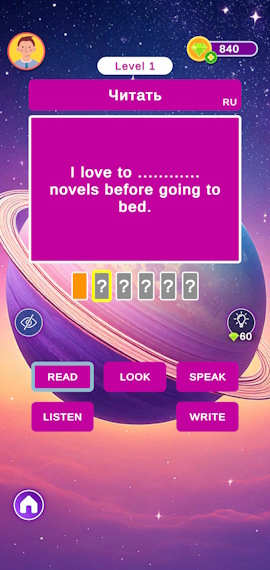 840
Level 1
Читать
RU
I love to ............
novels before going to
bed.
? ? ? ? ?
60
READ LOOK SPEAK
LISTEN WRITE